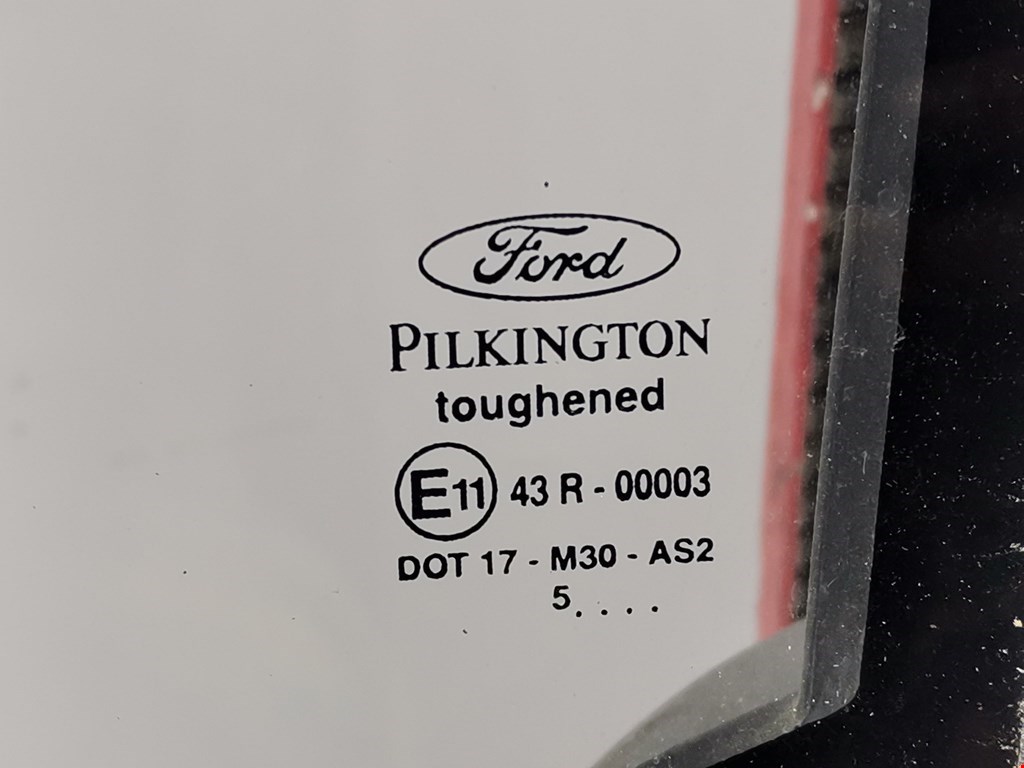 Ford
PILKINGTON
toughened
E11 43 R - 00003
DOT 17 - M30 - AS2
5. . . .